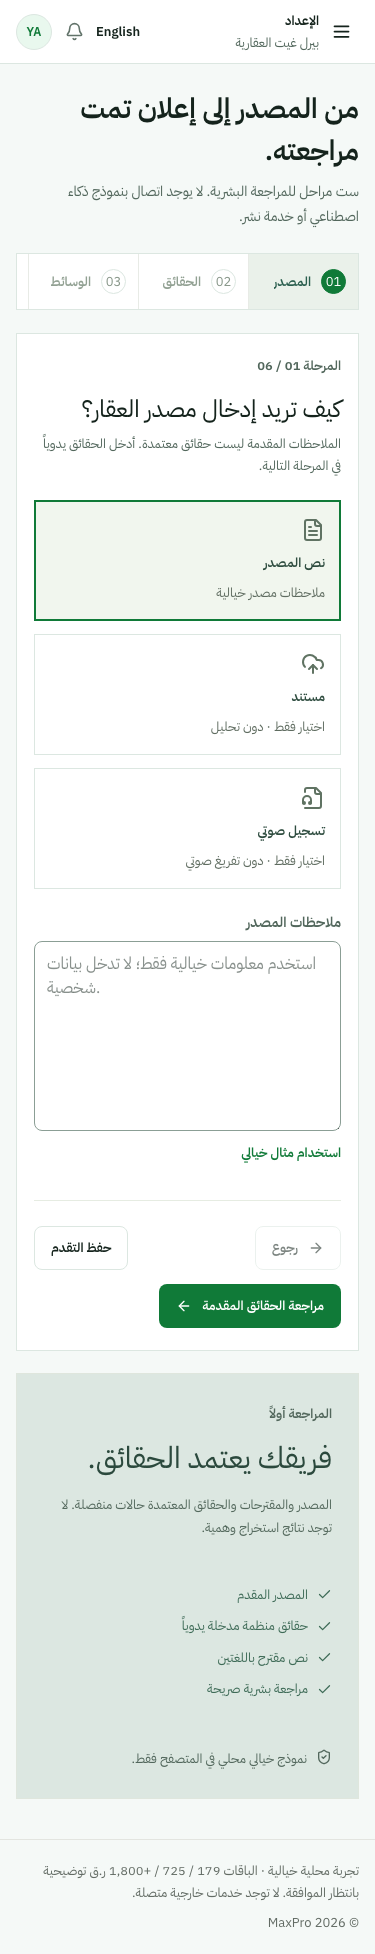 الإعداد
بيرل غيت العقارية
English
YA
من المصدر إلى إعلان تمت
مراجعته.
ست مراحل للمراجعة البشرية. لا يوجد اتصال بنموذج ذكاء
اصطناعي أو خدمة نشر.
01 المصدر
02 الحقائق
03 الوسائط
المرحلة 01 / 06
كيف تريد إدخال مصدر العقار؟
الملاحظات المقدمة ليست حقائق معتمدة. أدخل الحقائق يدوياً
في المرحلة التالية.
نص المصدر
ملاحظات مصدر خيالية
مستند
اختيار فقط · دون تحليل
تسجيل صوتي
اختيار فقط · دون تفريغ صوتي
ملاحظات المصدر
استخدم معلومات خيالية فقط؛ لا تدخل بيانات
شخصية.
استخدام مثال خيالي
رجوع
حفظ التقدم
مراجعة الحقائق المقدمة
المراجعة أولاً
فريقك يعتمد الحقائق.
المصدر والمقترحات والحقائق المعتمدة حالات منفصلة. لا
توجد نتائج استخراج وهمية.
المصدر المقدم
حقائق منظمة مدخلة يدوياً
نص مقترح باللغتين
مراجعة بشرية صريحة
نموذج خيالي محلي في المتصفح فقط.
تجربة محلية خيالية · الباقات 179 / 725 / +1,800 ر.ق توضيحية
بانتظار الموافقة. لا توجد خدمات خارجية متصلة.
© 2026 MaxPro